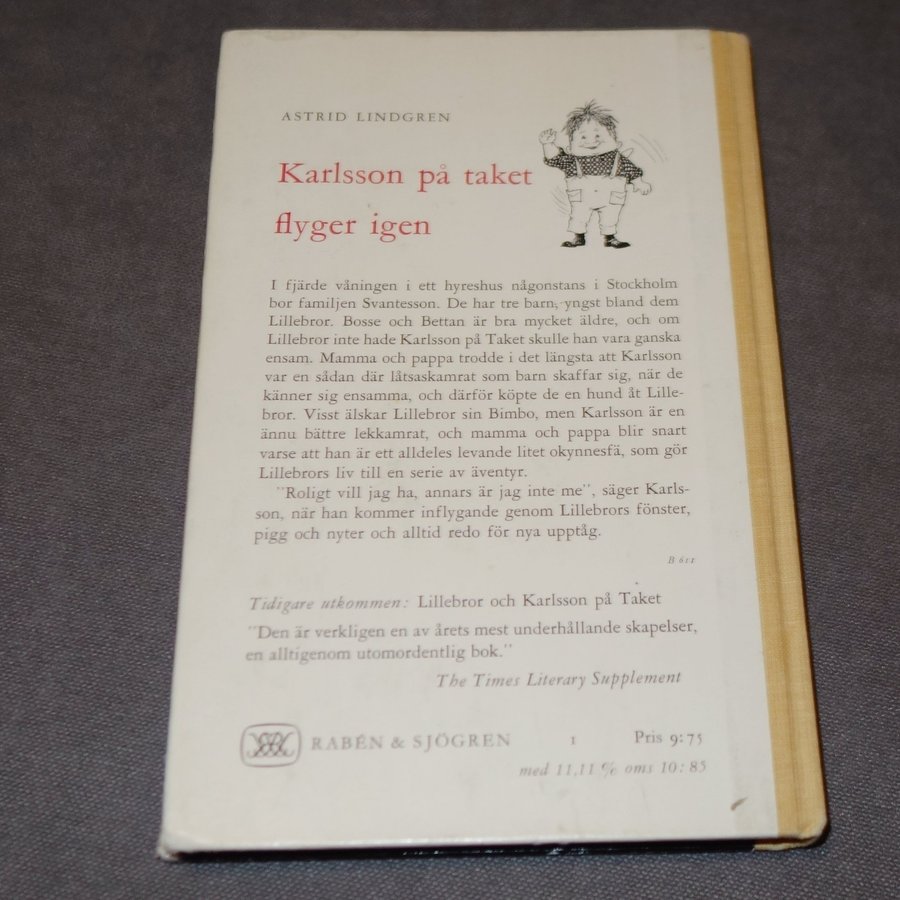 ASTRID LINDGREN
Karlsson på taket
flyger igen
I fjärde våningen i ett hyreshus någonstans i Stockholm
bor familjen Svantesson. De har tre barn, yngst bland dem
Lillebror. Bosse och Bettan är bra mycket äldre, och om
Lillebror inte hade Karlsson på Taket skulle han vara ganska
ensam. Mamma och pappa trodde i det längsta att Karlsson
var en sådan där låtsaskamrat som barn skaffar sig, när de
känner sig ensamma, och därför köpte de en hund åt Lille-
bror. Visst älskar Lillebror sin Bimbo, men Karlsson är en
ännu bättre lekkamrat, och mamma och pappa blir snart
varse att han är ett alldeles levande litet okynnesfä, som gör
Lillebrors liv till en serie av äventyr.
"Roligt vill jag ha, annars är jag inte me", säger Karls-
son, när han kommer inflygande genom Lillebrors fönster,
pigg och nyter och alltid redo för nya upptåg.
B 611
Tidigare utkommen: Lillebror och Karlsson på Taket
"Den är verkligen en av årets mest underhållande skapelser,
en alltigenom utomordentlig bok."
The Times Literary Supplement
RABÉN & SJÖGREN 1 Pris 9:75
med 11,11 % oms 10:85